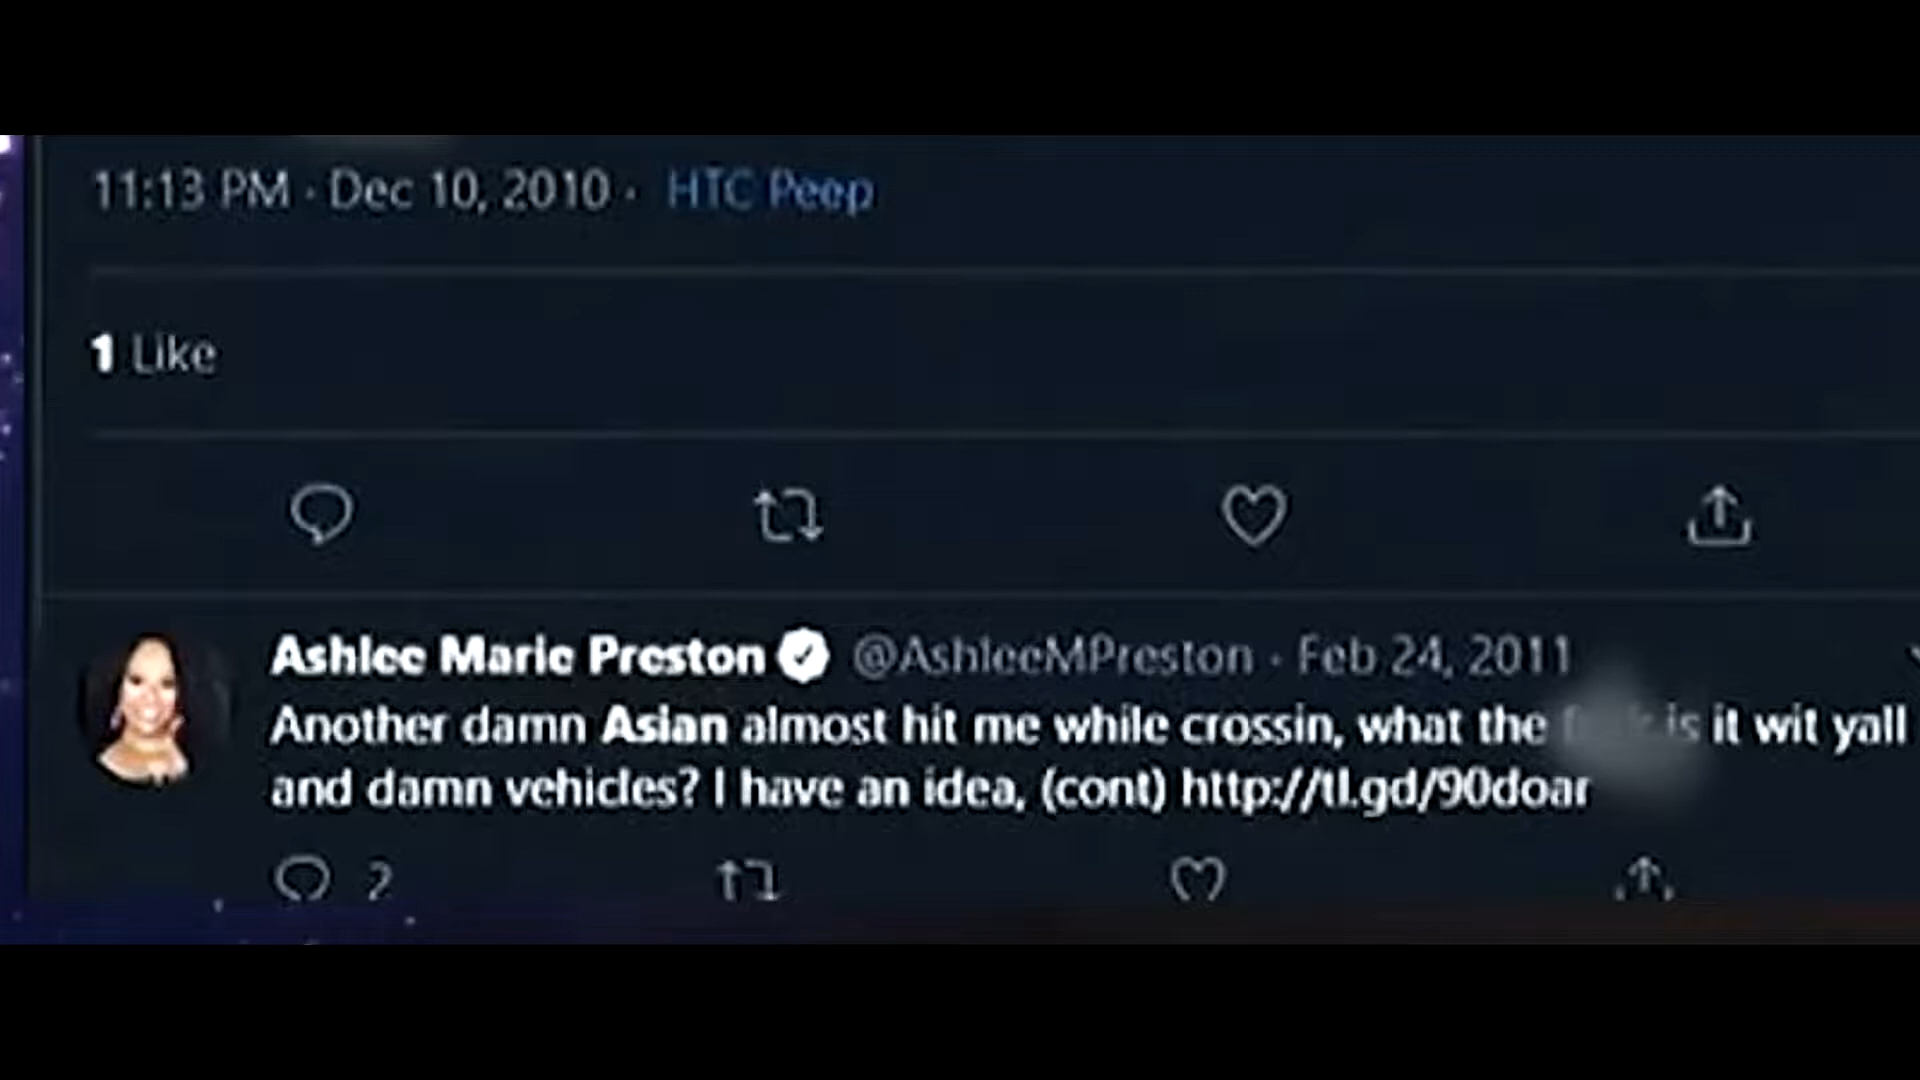 11:13 PM · Dec 10, 2010 · HTC Peep
1 Like
Ashlee Marie Preston @AshleeMPreston · Feb 24, 2011
Another damn Asian almost hit me while crossin, what the is it wit yall
and damn vehicles? I have an idea, (cont) http://tl.gd/90doar
2